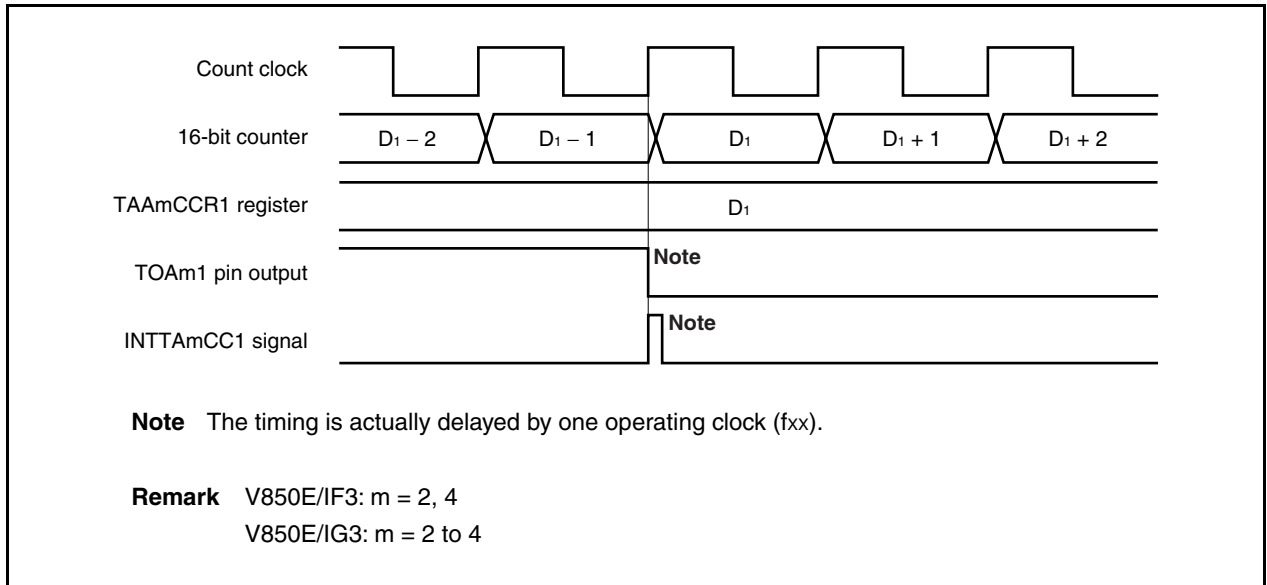 Count clock
16-bit counter D₁ − 2 D₁ − 1 D₁ D₁ + 1 D₁ + 2
TAAmCCR1 register D₁
TOAm1 pin output Note
INTTAmCC1 signal Note
Note The timing is actually delayed by one operating clock (fxx).
Remark V850E/IF3: m = 2, 4
V850E/IG3: m = 2 to 4